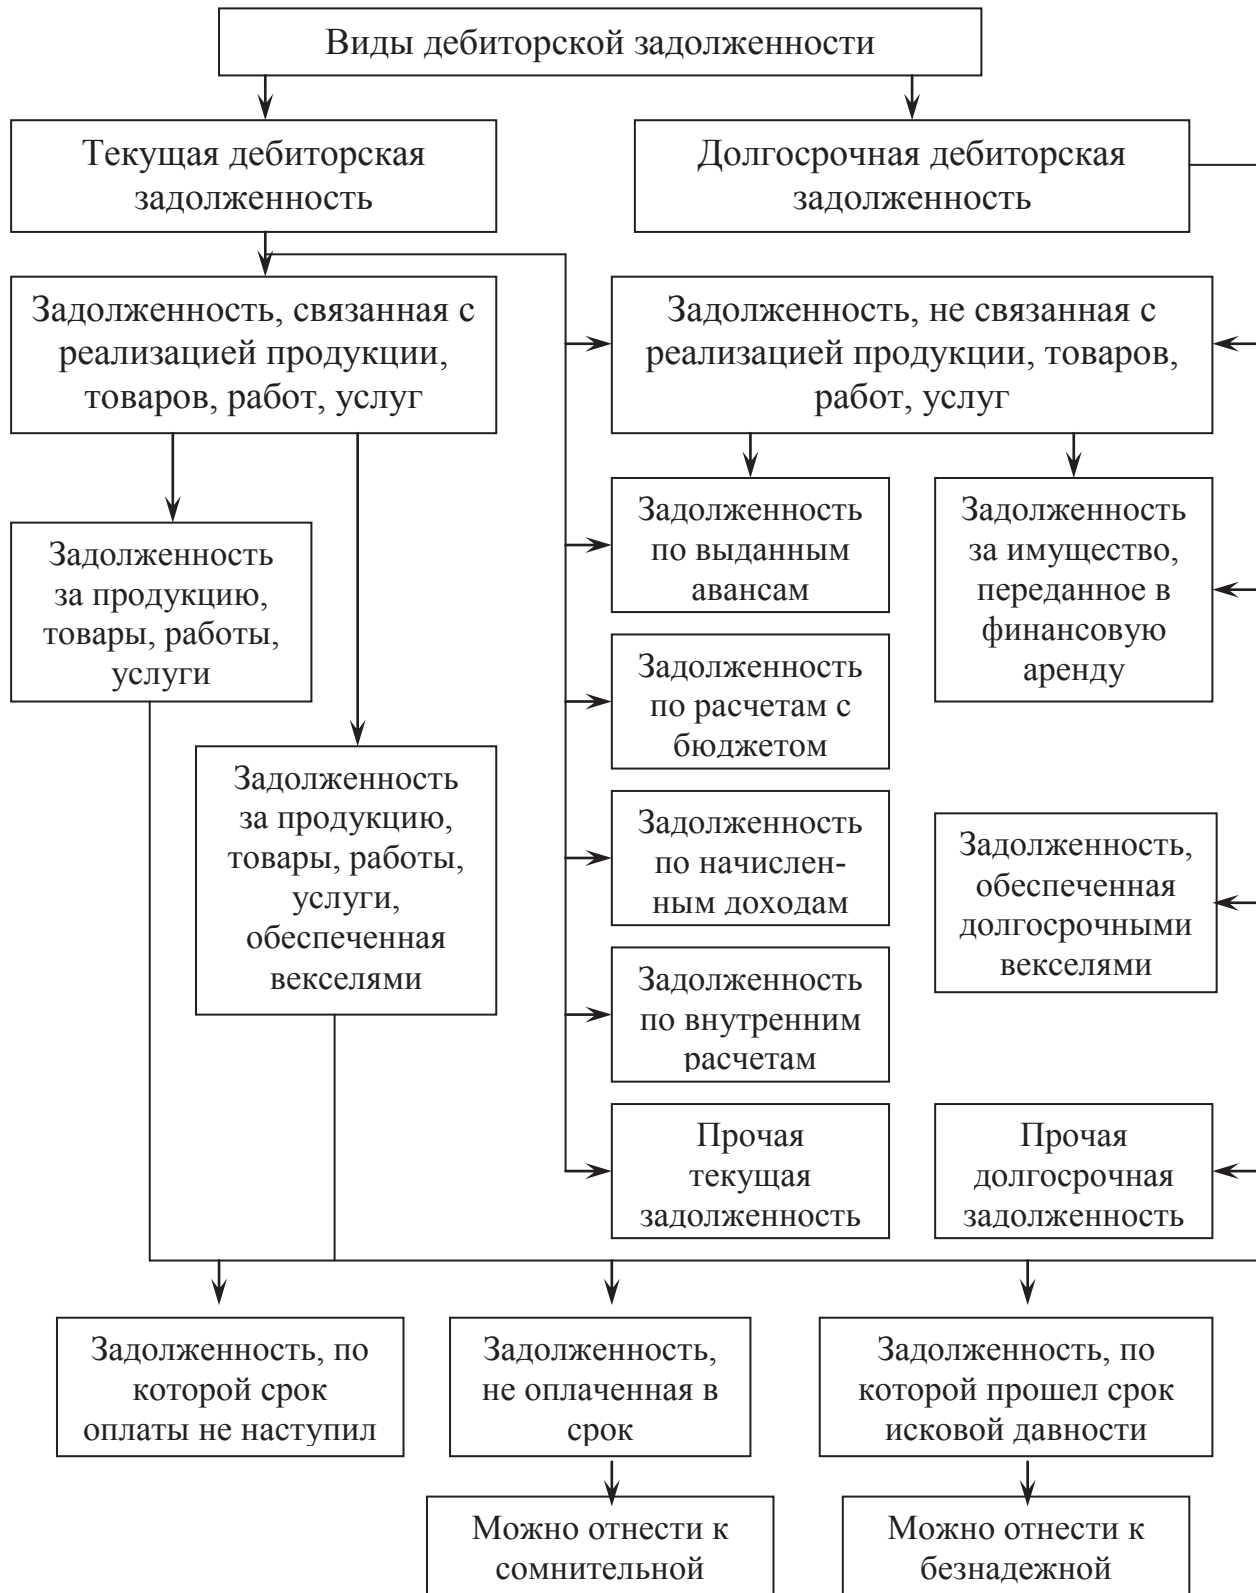 Виды дебиторской задолженности
Текущая дебиторская
задолженность
Долгосрочная дебиторская
задолженность
Задолженность, связанная с
реализацией продукции,
товаров, работ, услуг
Задолженность, не связанная с
реализацией продукции, товаров,
работ, услуг
Задолженность
за продукцию,
товары, работы,
услуги
Задолженность
за продукцию,
товары, работы,
услуги,
обеспеченная
векселями
Задолженность
по выданным
авансам
Задолженность
за имущество,
переданное в
финансовую
аренду
Задолженность
по расчетам с
бюджетом
Задолженность
по начислен-
ным доходам
Задолженность,
обеспеченная
долгосрочными
векселями
Задолженность
по внутренним
расчетам
Прочая
текущая
задолженность
Прочая
долгосрочная
задолженность
Задолженность, по
которой срок
оплаты не наступил
Задолженность,
не оплаченная в
срок
Задолженность, по
которой прошел срок
исковой давности
Можно отнести к
сомнительной
Можно отнести к
безнадежной